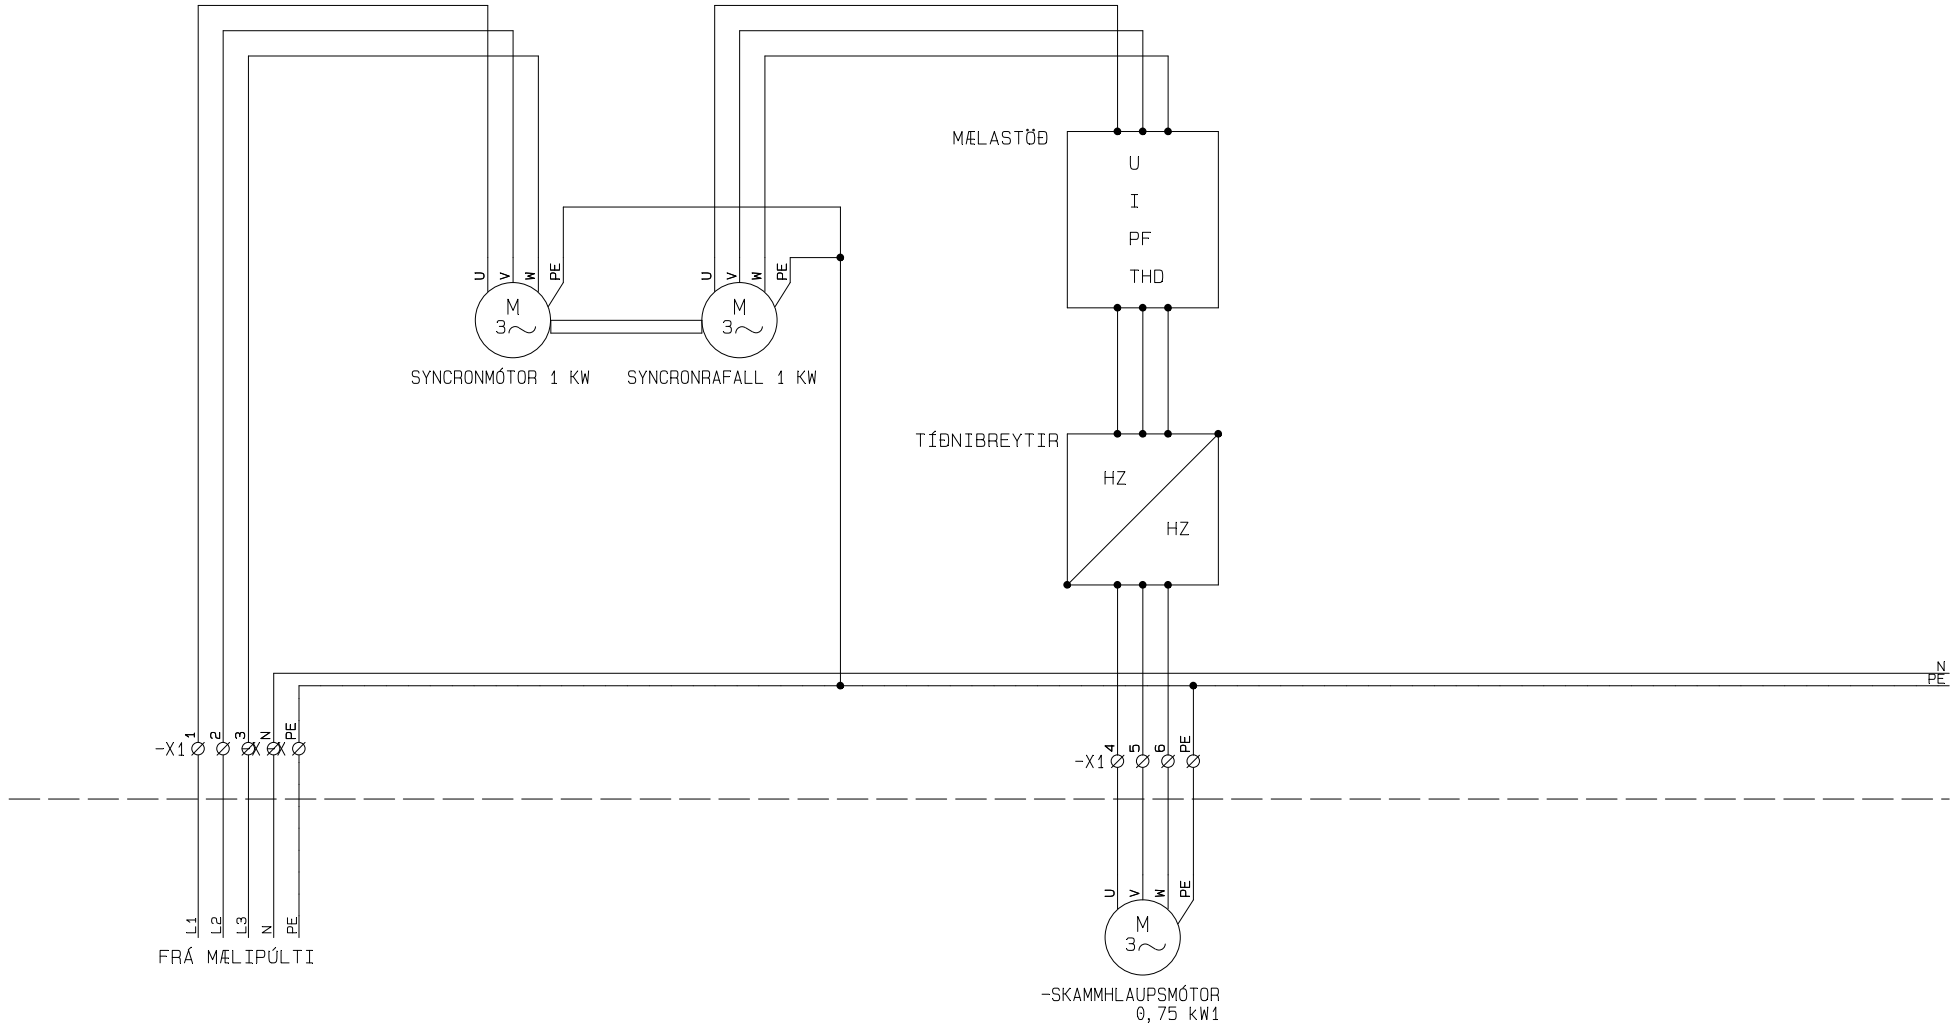 MÆLASTÖÐ
U
I
PF
THD
U V W PE
U V W PE
M
3~
M
3~
SYNCRONMÓTOR 1 KW
SYNCRONRAFALL 1 KW
TÍÐNIBREYTIR
HZ
HZ
N
PE
-X1 1 2 3 -X N -X PE
-X1 4 5 6 PE
L1 L2 L3 N PE
FRÁ MÆLIPÚLTI
U V W PE
M
3~
-SKAMMHLAUPSMÓTOR
0,75 kW1